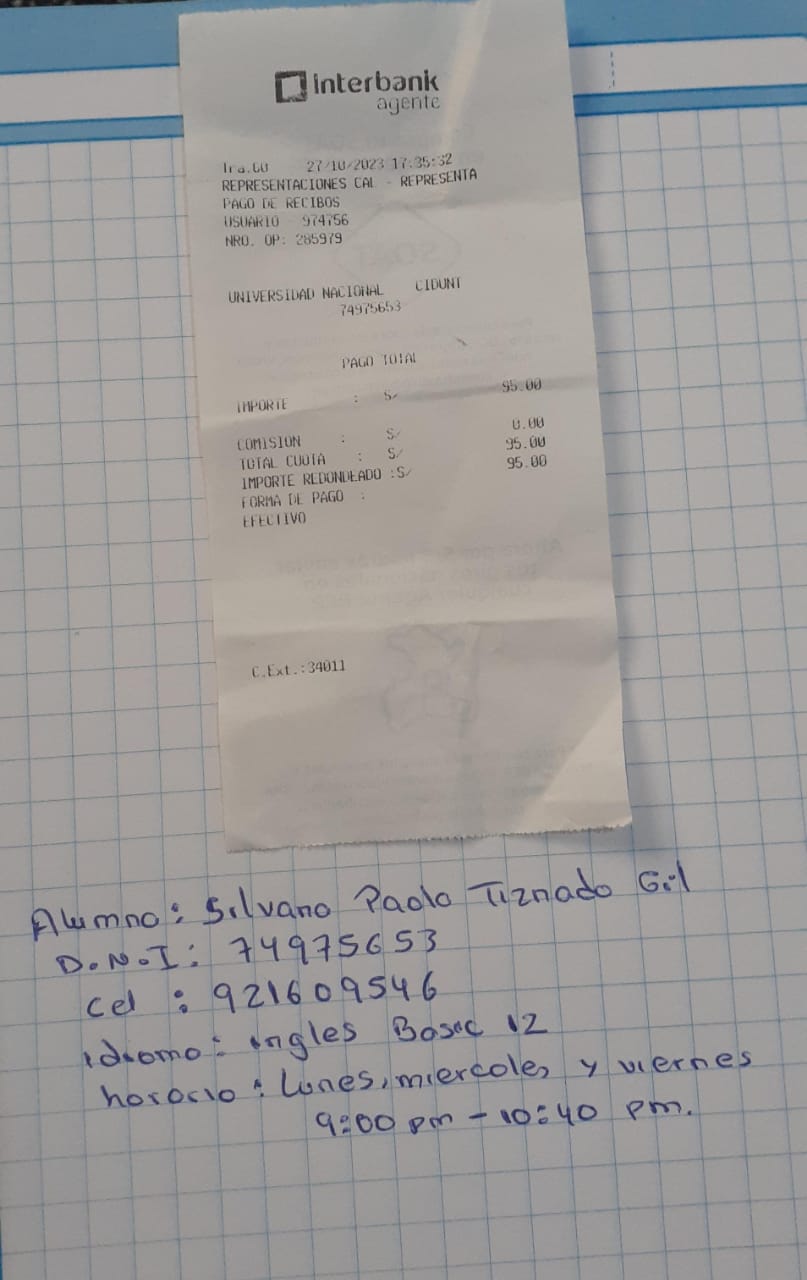 interbank
agente
27/10/2023 17:35:32
REPRESENTACIONES CAL - REPRESENTA
PAGO DE RECIBOS
USUARIO 974756
NRO. OP: 285979
UNIVERSIDAD NACIONAL CIDUNT
74975653
PAGO TOTAL
IMPORTE : S/ 95.00
COMISION : S/ 0.00
TOTAL CUOTA : S/ 95.00
IMPORTE REDONDEADO :S/ 95.00
FORMA DE PAGO :
EFECTIVO
C.Ext.:34011
Alumno: Silvano Paolo Tiznado Gil
D.N.I: 74975653
Cel : 921609546
idiomo: ingles Basic 12
horario: Lunes, miercoles y viernes
9:00 pm - 10:40 pm.